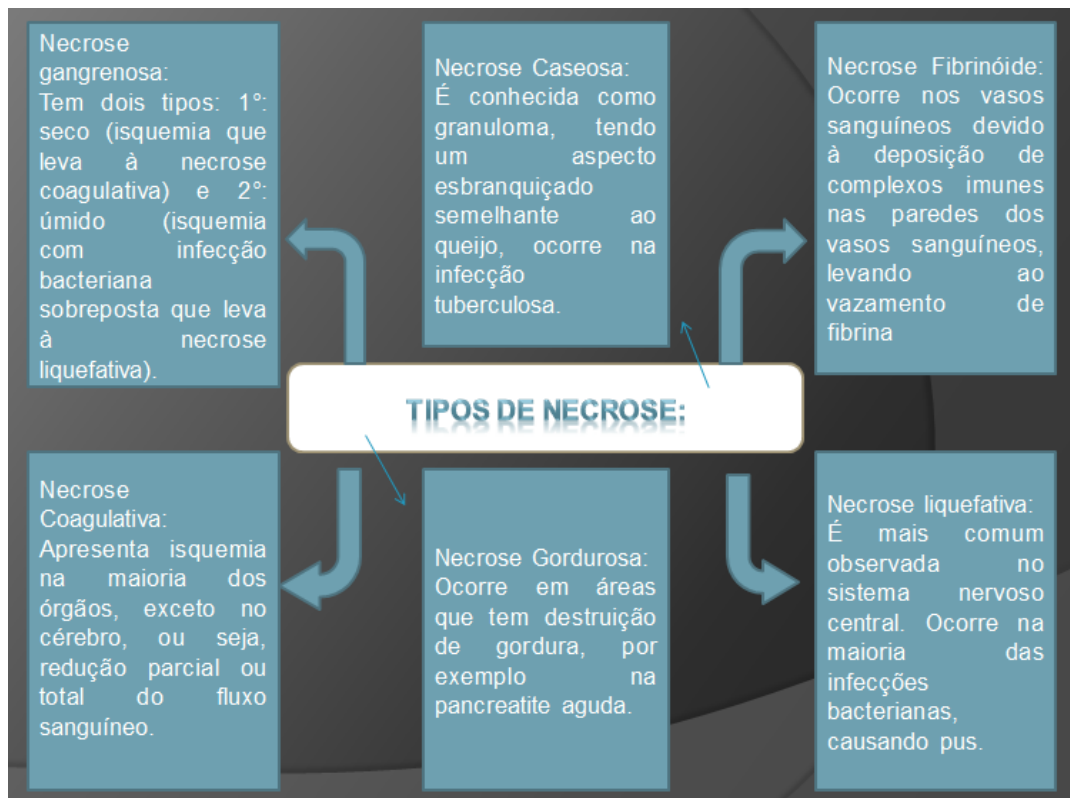 Necrose
gangrenosa:
Tem dois tipos: 1°:
seco (isquemia que
leva à necrose
coagulativa) e 2°:
úmido (isquemia
com infecção
bacteriana
sobreposta que leva
à necrose
liquefativa).
Necrose Caseosa:
É conhecida como
granuloma, tendo
um aspecto
esbranquiçado
semelhante ao
queijo, ocorre na
infecção
tuberculosa.
Necrose Fibrinóide:
Ocorre nos vasos
sanguíneos devido
à deposição de
complexos imunes
nas paredes dos
vasos sanguíneos,
levando ao
vazamento de
fibrina
TIPOS DE NECROSE:
Necrose
Coagulativa:
Apresenta isquemia
na maioria dos
órgãos, exceto no
cérebro, ou seja,
redução parcial ou
total do fluxo
sanguíneo.
Necrose Gordurosa:
Ocorre em áreas
que tem destruição
de gordura, por
exemplo na
pancreatite aguda.
Necrose liquefativa:
É mais comum
observada no
sistema nervoso
central. Ocorre na
maioria das
infecções
bacterianas,
causando pus.